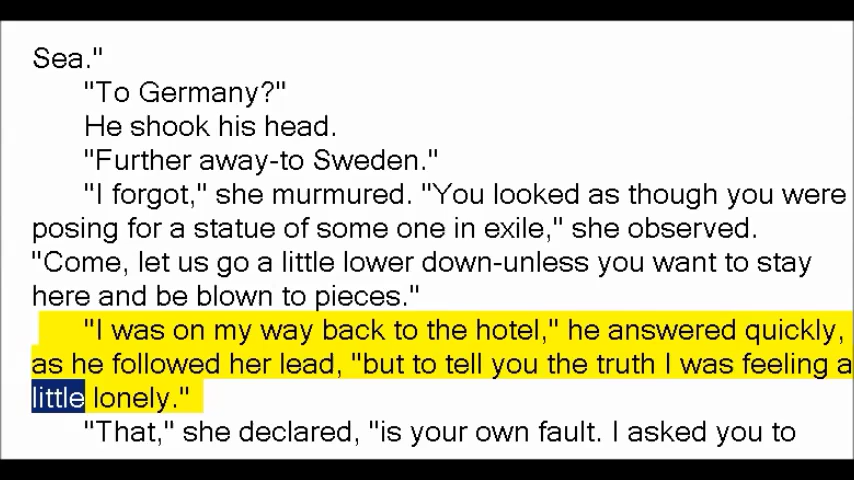 Sea."
"To Germany?"
He shook his head.
"Further away-to Sweden."
"I forgot," she murmured. "You looked as though you were
posing for a statue of some one in exile," she observed.
"Come, let us go a little lower down-unless you want to stay
here and be blown to pieces."
"I was on my way back to the hotel," he answered quickly,
as he followed her lead, "but to tell you the truth I was feeling a
little lonely."
"That," she declared, "is your own fault. I asked you to